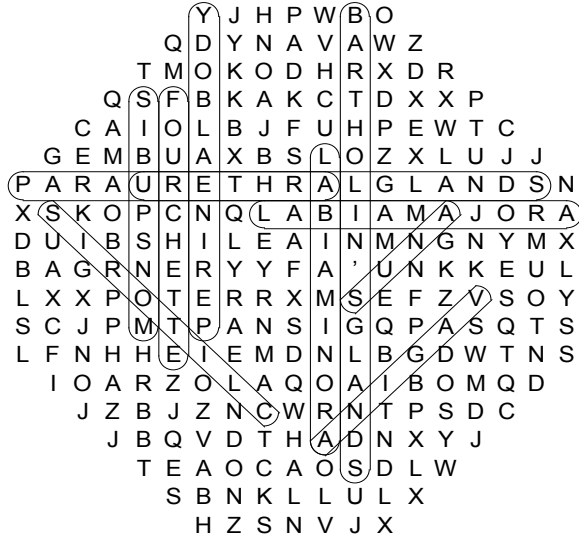 Y J H P W B O
Q D Y N A V A W Z
T M O K O D H R X D R
Q S F B K A K C T D X X P
C A I O L B J F U H P E W T C
G E M B U A X B S L O Z X L U J J
P A R A U R E T H R A L G L A N D S N
X S K O P C N Q L A B I A M A J O R A
D U I B S H I L E A I N M N G N Y M X
B A G R N E R Y Y F A ' U N K K E U L
L X X P O T E R R X M S E F Z V S O Y
S C J P M T P A N S I G Q P A S Q T S
L F N H H E I E M D N L B G D W T N S
I O A R Z O L A Q O A I B O M Q D
J Z B J Z N C W R N T P S D C
J B Q V D T H A D N X Y J
T E A O C A O S D L W
S B N K L L U L X
H Z S N V J X